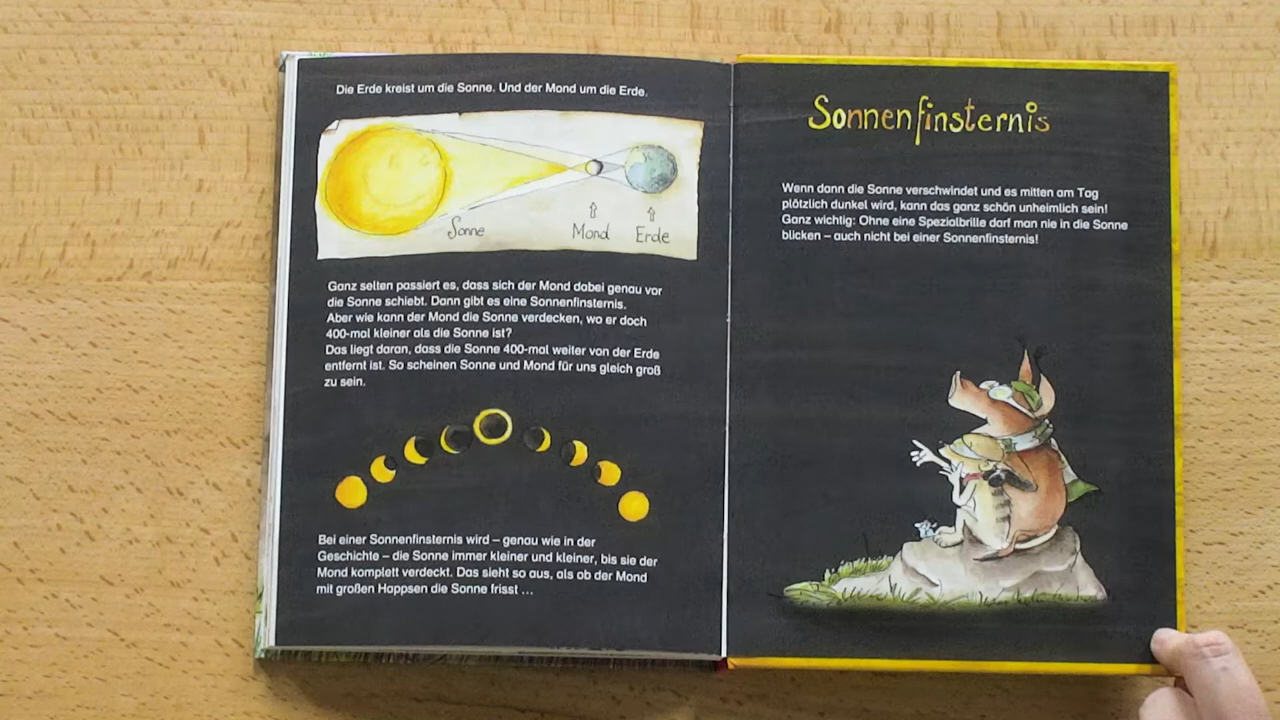 Die Erde kreist um die Sonne. Und der Mond um die Erde.
Sonne
Mond
Erde
Ganz selten passiert es, dass sich der Mond dabei genau vor
die Sonne schiebt. Dann gibt es eine Sonnenfinsternis.
Aber wie kann der Mond die Sonne verdecken, wo er doch
400-mal kleiner als die Sonne ist?
Das liegt daran, dass die Sonne 400-mal weiter von der Erde
entfernt ist. So scheinen Sonne und Mond für uns gleich groß
zu sein.
Bei einer Sonnenfinsternis wird – genau wie in der
Geschichte – die Sonne immer kleiner und kleiner, bis sie der
Mond komplett verdeckt. Das sieht so aus, als ob der Mond
mit großen Happsen die Sonne frisst ...
Sonnenfinsternis
Wenn dann die Sonne verschwindet und es mitten am Tag
plötzlich dunkel wird, kann das ganz schön unheimlich sein!
Ganz wichtig: Ohne eine Spezialbrille darf man nie in die Sonne
blicken – auch nicht bei einer Sonnenfinsternis!